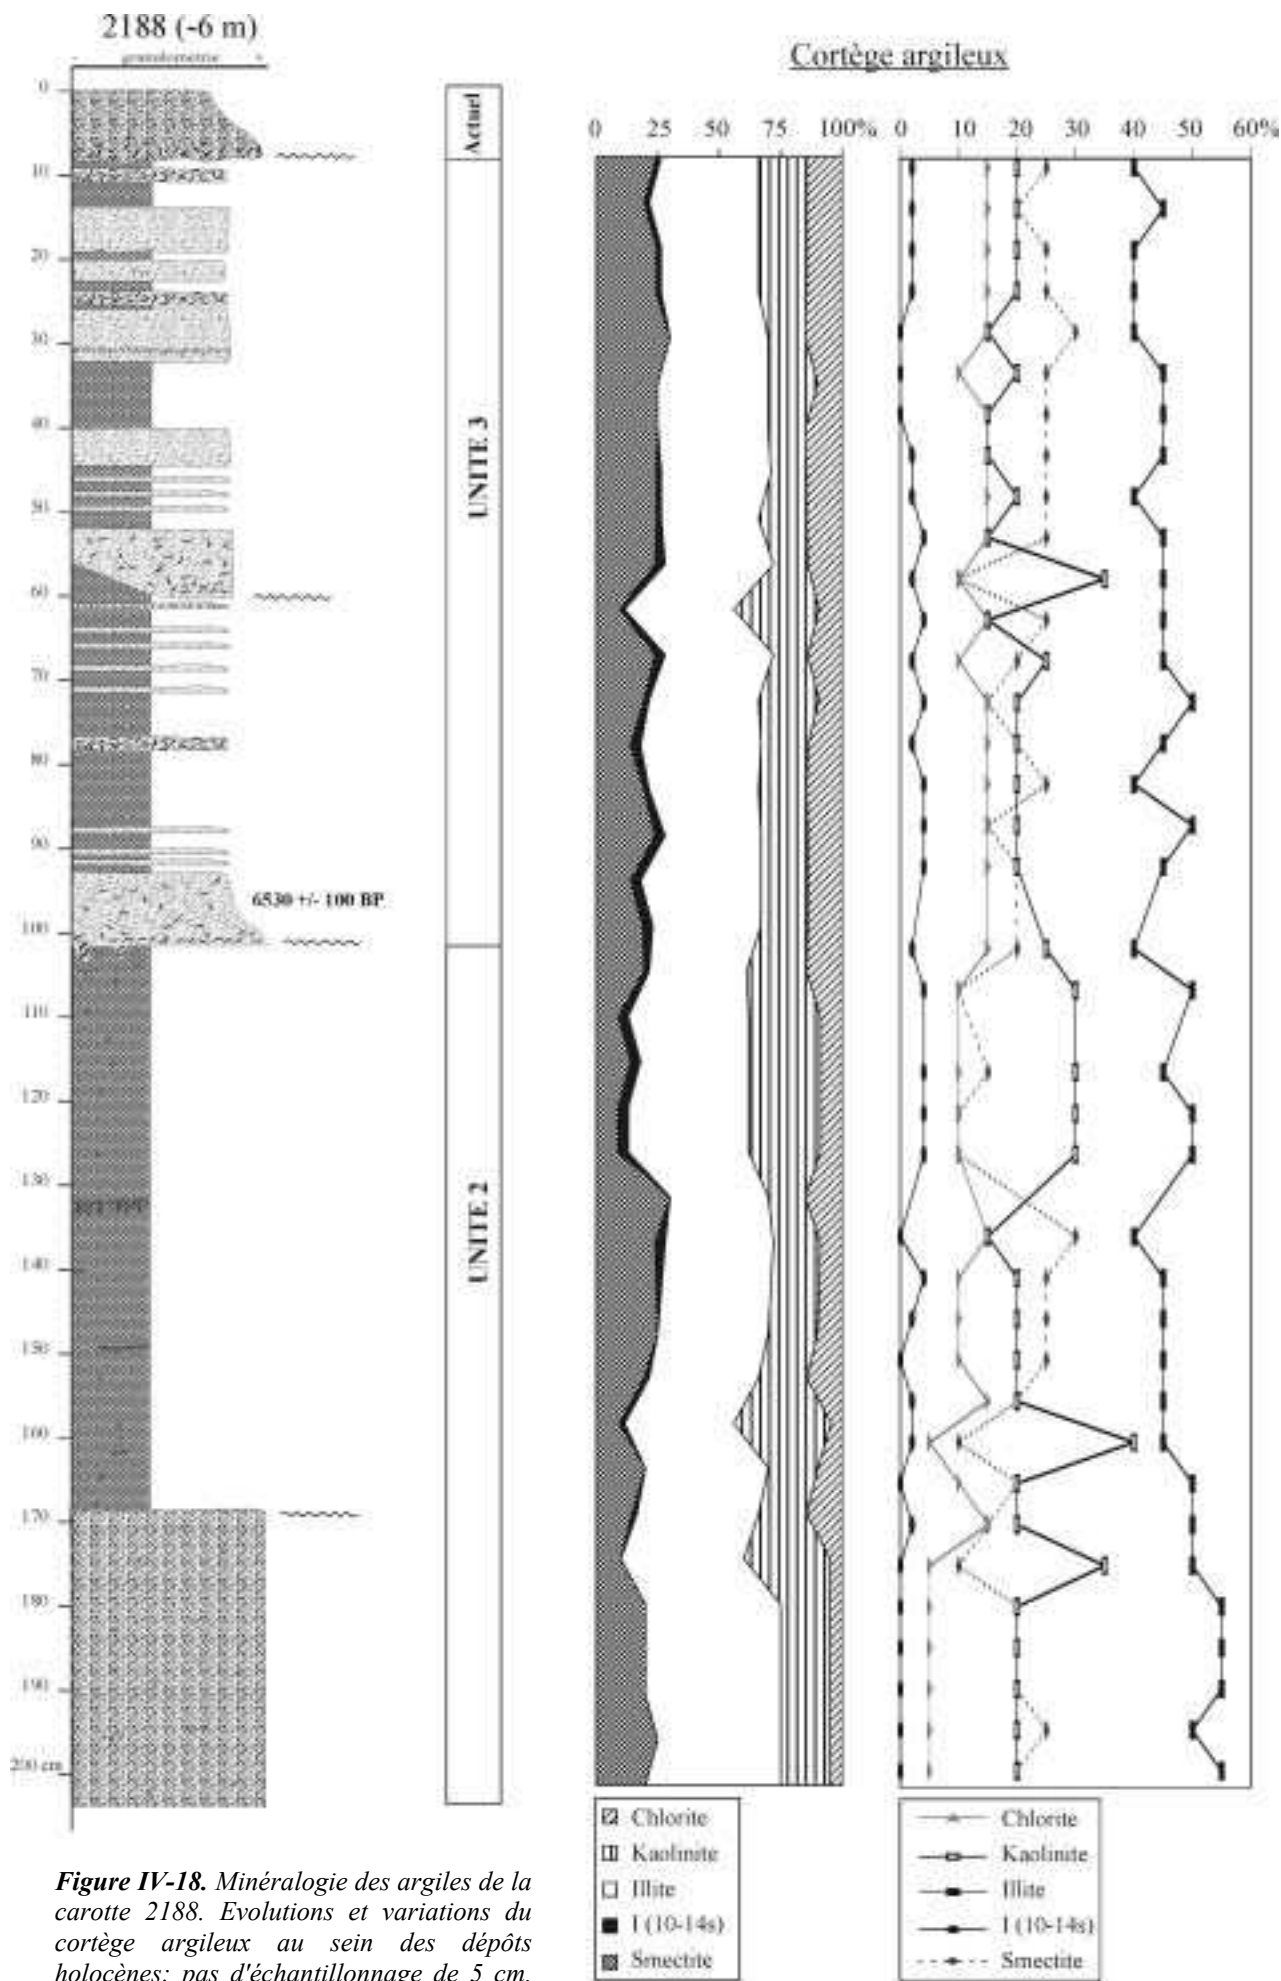 2188 (-6 m)
- granulométrie +
Cortège argileux
0 25 50 75 100%
0 10 20 30 40 50 60%
0
10
20
30
40
50
60
70
80
90
100
110
120
130
140
150
160
170
180
190
200 cm
6530 +/- 100 BP
Actuel
UNITE 3
UNITE 2
Chlorite
Kaolinite
Illite
I (10-14s)
Smectite
Chlorite
Kaolinite
Illite
I (10-14s)
Smectite
Figure IV-18. Minéralogie des argiles de la
carotte 2188. Evolutions et variations du
cortège argileux au sein des dépôts
holocènes; pas d'échantillonnage de 5 cm.